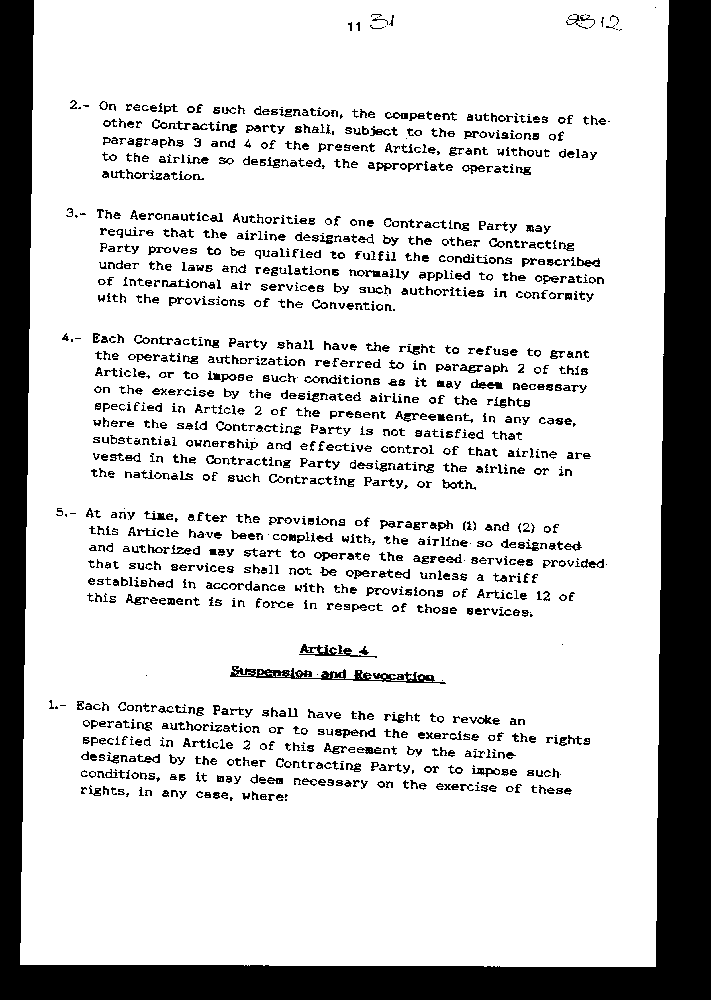 11 31
2.- On receipt of such designation, the competent authorities of the
other Contracting party shall, subject to the provisions of
paragraphs 3 and 4 of the present Article, grant without delay
to the airline so designated, the appropriate operating
authorization.
3.- The Aeronautical Authorities of one Contracting Party may
require that the airline designated by the other Contracting
Party proves to be qualified to fulfil the conditions prescribed
under the laws and regulations normally applied to the operation
of international air services by such authorities in conformity
with the provisions of the Convention.
4.- Each Contracting Party shall have the right to refuse to grant
the operating authorization referred to in paragraph 2 of this
Article, or to impose such conditions as it may deem necessary
on the exercise by the designated airline of the rights
specified in Article 2 of the present Agreement, in any case,
where the said Contracting Party is not satisfied that
substantial ownership and effective control of that airline are
vested in the Contracting Party designating the airline or in
the nationals of such Contracting Party, or both.
5.- At any time, after the provisions of paragraph (1) and (2) of
this Article have been complied with, the airline so designated
and authorized may start to operate the agreed services provided
that such services shall not be operated unless a tariff
established in accordance with the provisions of Article 12 of
this Agreement is in force in respect of those services.
Article 4
Suspension and Revocation
1.- Each Contracting Party shall have the right to revoke an
operating authorization or to suspend the exercise of the rights
specified in Article 2 of this Agreement by the airline
designated by the other Contracting Party, or to impose such
conditions, as it may deem necessary on the exercise of these
rights, in any case, where: